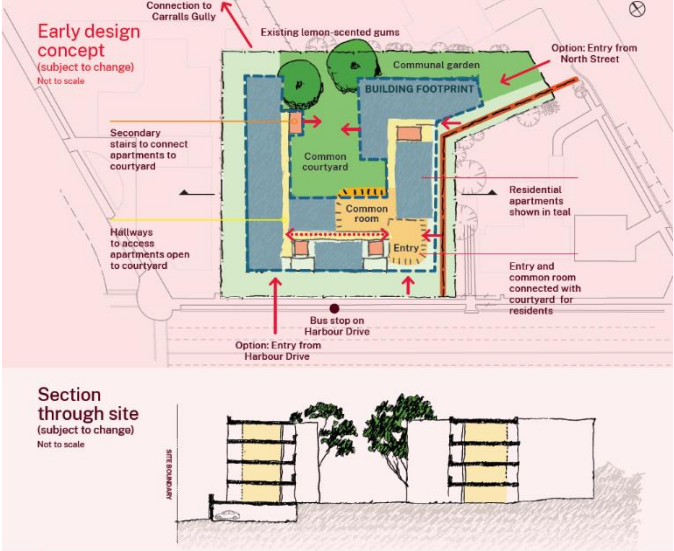 Connection to
Carralls Gully
Early design
concept
(subject to change)
Not to scale
Existing lemon-scented gums
Communal garden
Option: Entry from
North Street
BUILDING FOOTPRINT
Secondary
stairs to connect
apartments to
courtyard
Common
courtyard
Residential
apartments
shown in teal
Common
room
Hallways
to access
apartments open
to courtyard
Entry
Entry and
common room
connected with
courtyard for
residents
Bus stop on
Harbour Drive
Option: Entry from
Harbour Drive
Section
through site
(subject to change)
Not to scale
SITE BOUNDARY